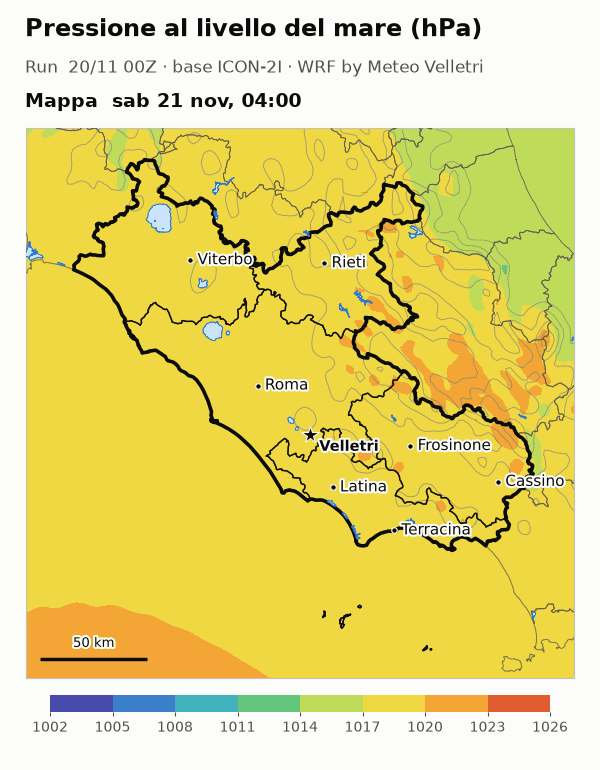 Pressione al livello del mare (hPa)
Run  20/11 00Z · base ICON-2I · WRF by Meteo Velletri
Mappa  sab 21 nov, 04:00
Viterbo
Rieti
Roma
Velletri
Frosinone
Cassino
Latina
Terracina
50 km
1002 1005 1008 1011 1014 1017 1020 1023 1026